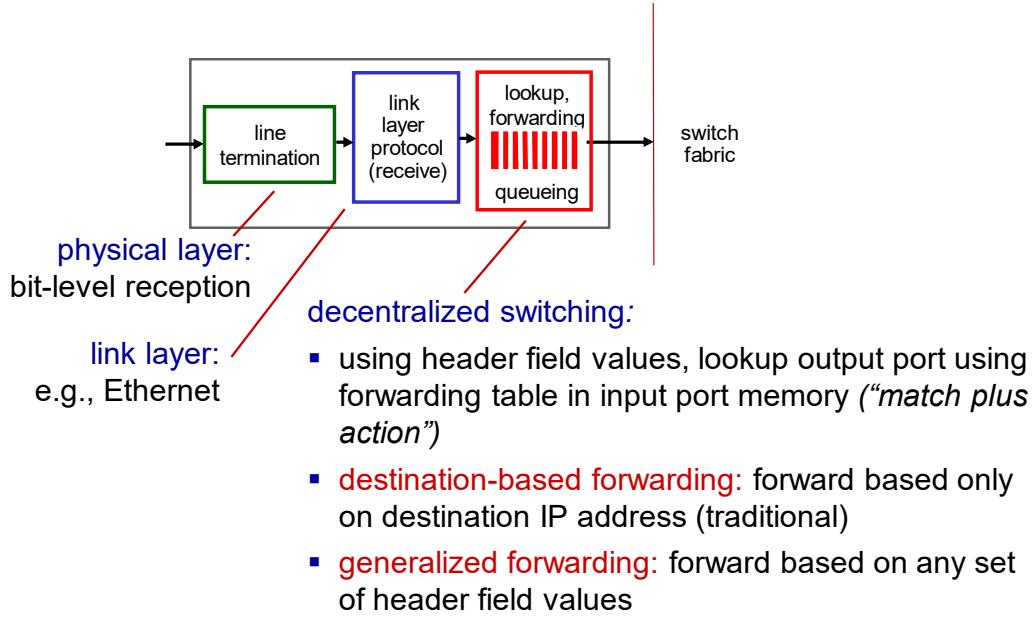 line
termination
link
layer
protocol
(receive)
lookup,
forwarding
queueing
switch
fabric
physical layer:
bit-level reception
link layer:
e.g., Ethernet
decentralized switching:
▪ using header field values, lookup output port using
forwarding table in input port memory (“match plus
action”)
▪ destination-based forwarding: forward based only
on destination IP address (traditional)
▪ generalized forwarding: forward based on any set
of header field values